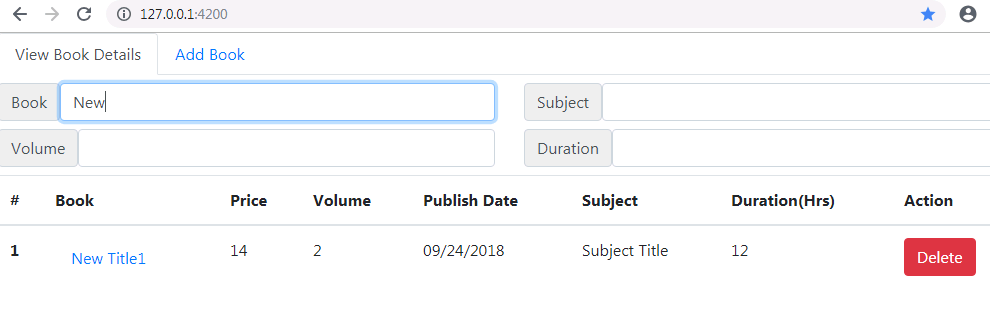 127.0.0.1:4200
View Book Details Add Book
Book New Subject
Volume Duration
# Book Price Volume Publish Date Subject Duration(Hrs) Action
1 New Title1 14 2 09/24/2018 Subject Title 12 Delete